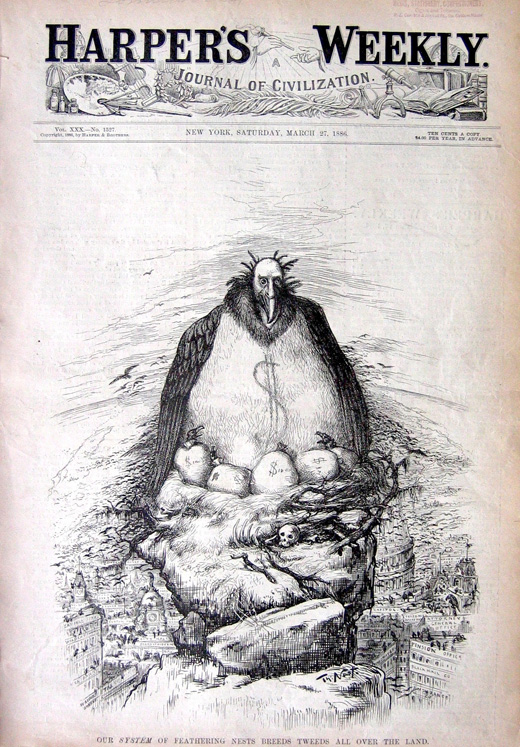 HARPER'S WEEKLY.
A
JOURNAL OF CIVILIZATION.
VOL. XXX.—No. 1527.
Copyright, 1886, by HARPER & BROTHERS.
NEW YORK, SATURDAY, MARCH 27, 1886.
TEN CENTS A COPY.
$4.00 PER YEAR, IN ADVANCE.
$
$
Th. Nast
OUR SYSTEM OF FEATHERING NESTS BREEDS TWEEDS ALL OVER THE LAND.